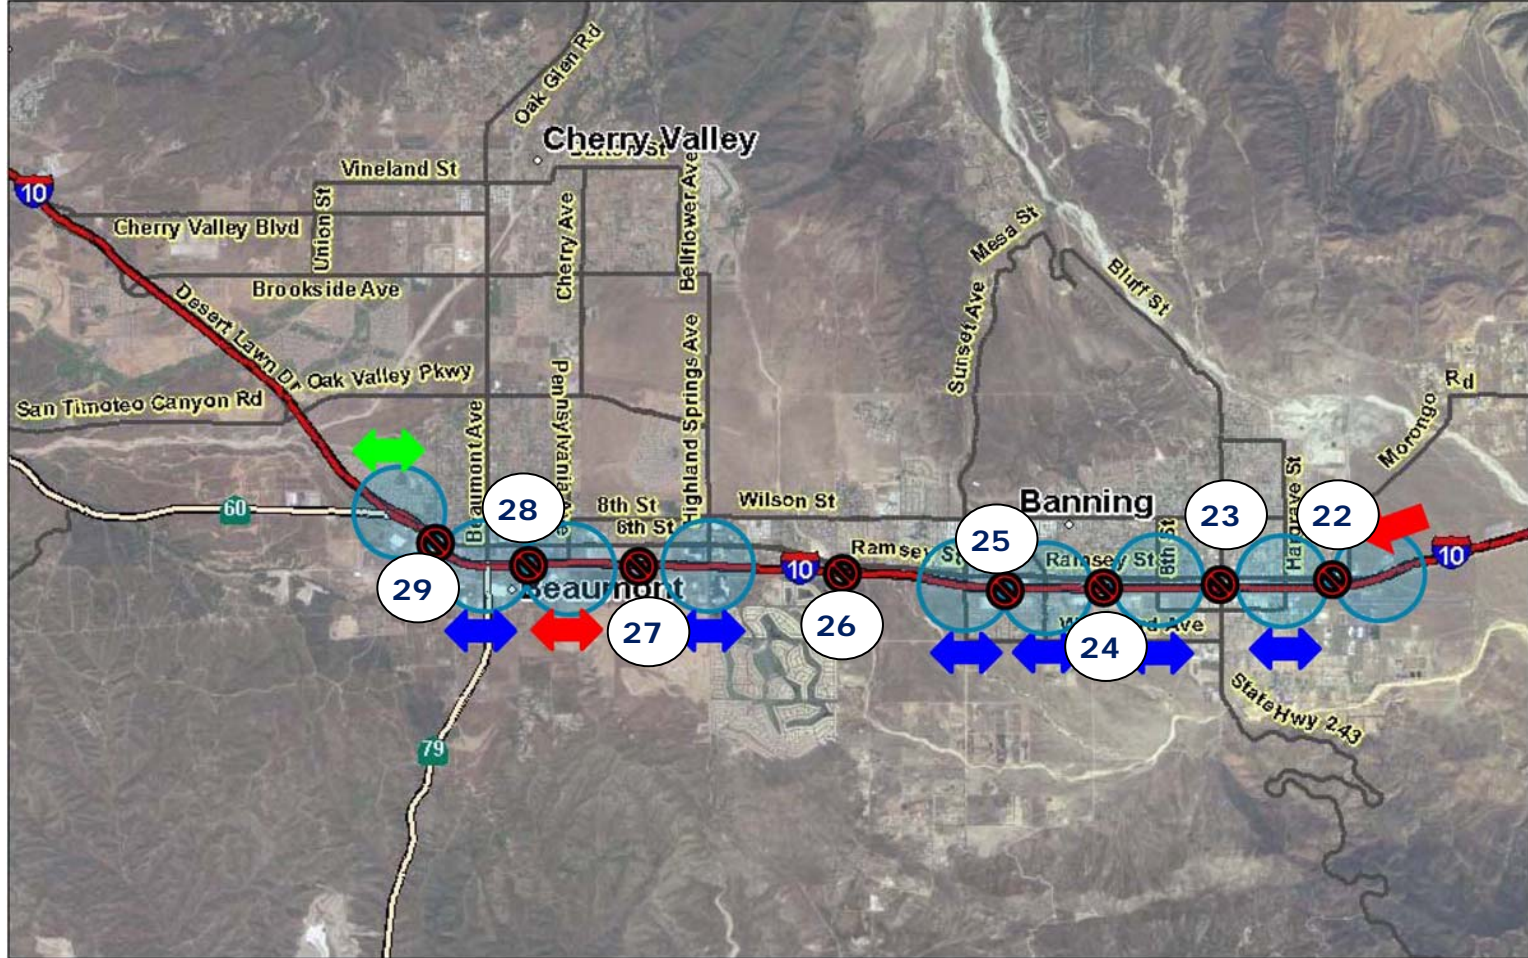 Oak Glen Rd
Cherry Valley
Vineland St
10
Cherry Valley Blvd
Union St
Cherry Ave
Bellflower Ave
Mesa St
Brookside Ave
Bluff St
Desert Lawn Dr
Sunset Ave
Oak Valley Pkwy
San Timoteo Canyon Rd
Pennsylvania Ave
Highland Springs Ave
Beaumont Ave
Morongo Rd
Hargrave St
60
28
8th St
6th St
Wilson St
Banning
23
22
25
Ramsey St
Ramsey St
8th St
10
10
29
Beaumont
27
26
24
Ave
State Hwy 243
79